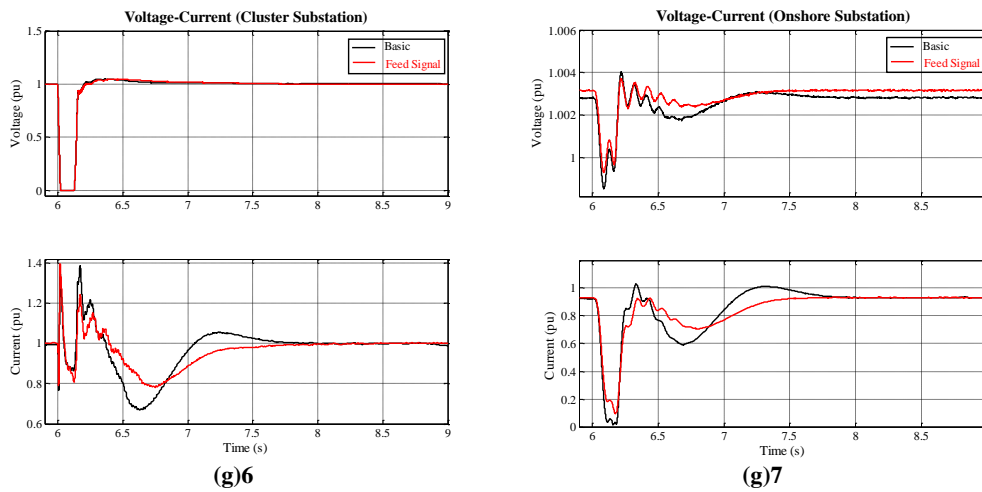 Voltage-Current (Cluster Substation)
1.5
1
0.5
0
Voltage (pu)
Basic
Feed Signal
6 6.5 7 7.5 8 8.5 9
1.4
1.2
1
0.8
0.6
Current (pu)
6 6.5 7 7.5 8 8.5 9
Time (s)
(g)6
Voltage-Current (Onshore Substation)
1.006
1.004
1.002
1
Voltage (pu)
Basic
Feed Signal
6 6.5 7 7.5 8 8.5
1
0.8
0.6
0.4
0.2
0
Current (pu)
6 6.5 7 7.5 8 8.5
Time (s)
(g)7